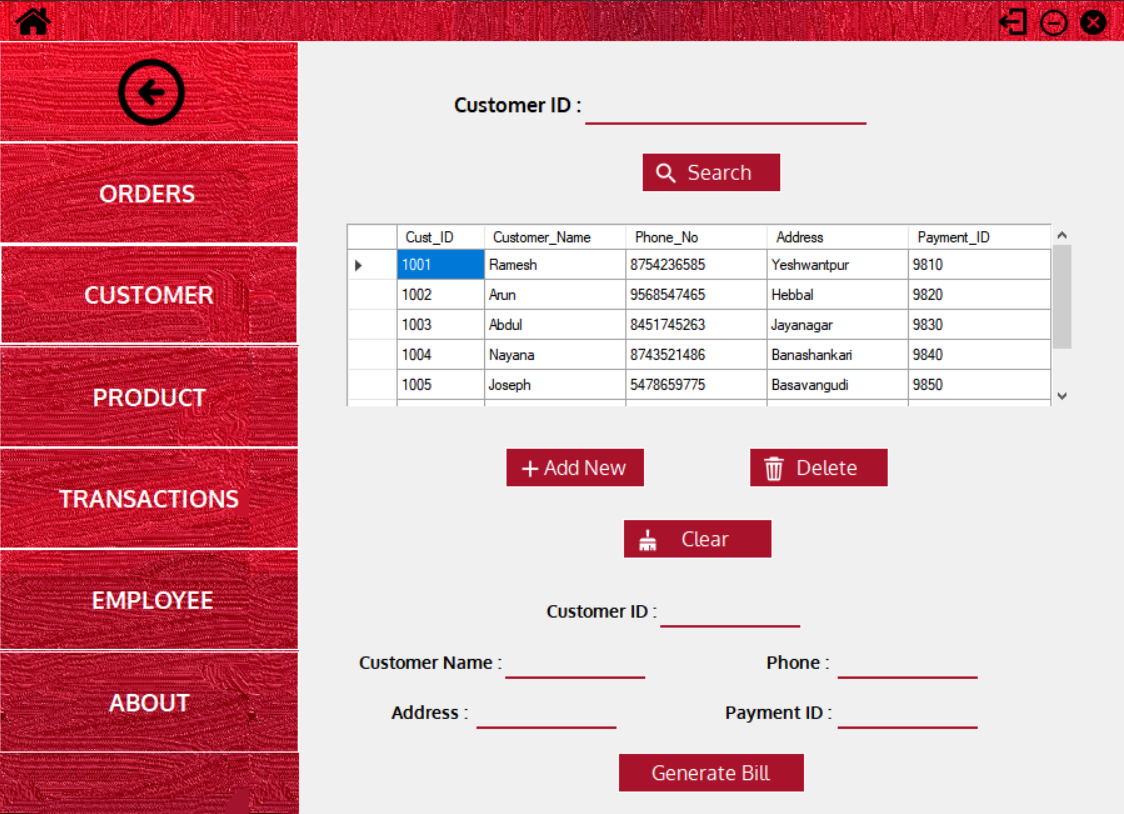 Customer ID :
Search
ORDERS
CUSTOMER
PRODUCT
TRANSACTIONS
EMPLOYEE
ABOUT
Cust_ID Customer_Name Phone_No Address Payment_ID
1001 Ramesh 8754236585 Yeshwantpur 9810
1002 Arun 9568547465 Hebbal 9820
1003 Abdul 8451745263 Jayanagar 9830
1004 Nayana 8743521486 Banashankari 9840
1005 Joseph 5478659775 Basavangudi 9850
+ Add New Delete
Clear
Customer ID :
Customer Name : Phone :
Address : Payment ID :
Generate Bill